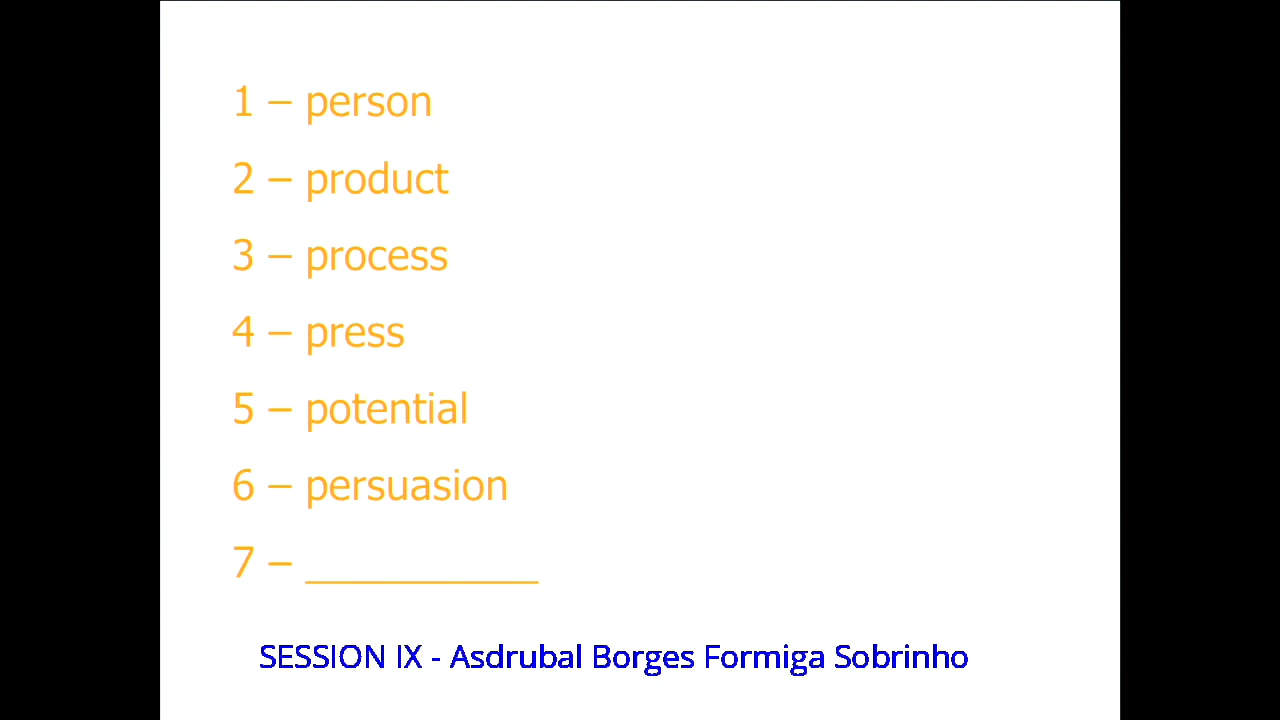 1 – person
2 – product
3 – process
4 – press
5 – potential
6 – persuasion
7 – ___________
SESSION IX - Asdrubal Borges Formiga Sobrinho